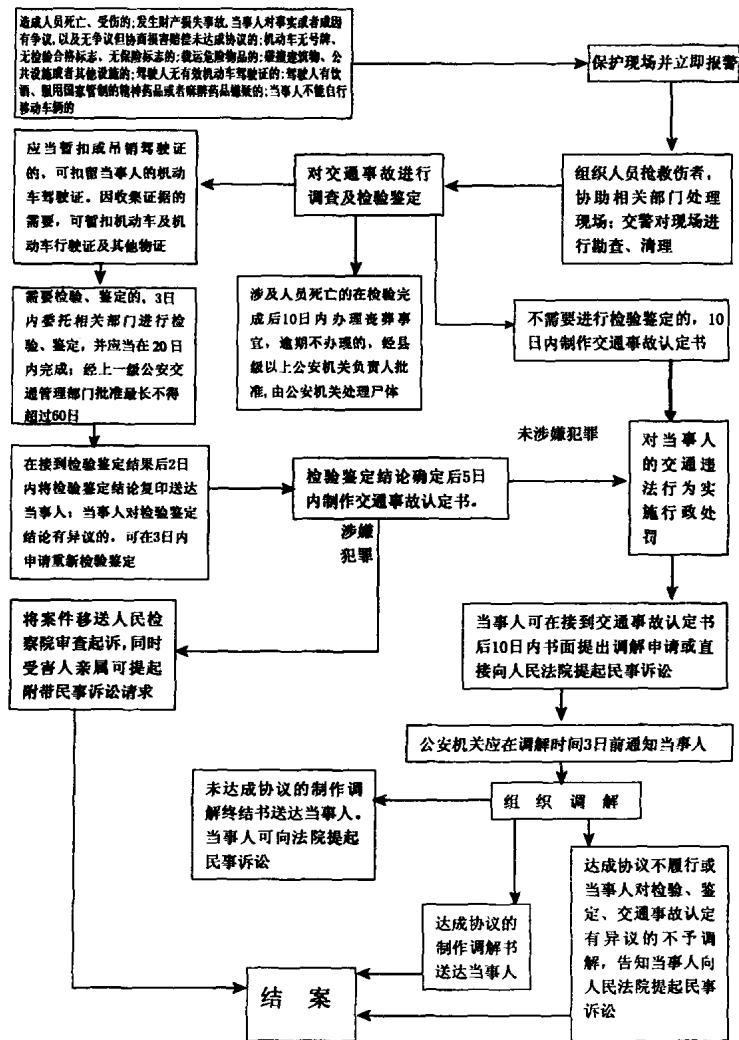 造成人员死亡、受伤的;发生财产损失事故,当事人对事实或者成因
有争议,以及无争议但协商损害赔偿未达成协议的;机动车无号牌、
无检验合格标志、无保险标志的;载运危险物品的;碰撞建筑物、公
共设施或者其他设施的;驾驶人无有效机动车驾驶证的;驾驶人有饮
酒、服用国家管制的精神药品或者麻醉药品嫌疑的;当事人不能自行
移动车辆的
保护现场并立即报警
组织人员抢救伤者,
协助相关部门处理
现场;交警对现场进
行勘查、清理
对交通事故进行
调查及检验鉴定
应当暂扣或吊销驾驶证
的,可扣留当事人的机动
车驾驶证。因收集证据的
需要,可暂扣机动车及机
动车行驶证及其他物证
需要检验、鉴定的,3日
内委托相关部门进行检
验、鉴定,并应当在20日
内完成;经上一级公安交
通管理部门批准最长不得
超过60日
涉及人员死亡的在检验完
成后10日内办理丧葬事
宜,逾期不办理的,经县
级以上公安机关负责人批
准,由公安机关处理尸体
不需要进行检验鉴定的,10
日内制作交通事故认定书
在接到检验鉴定结果后2日
内将检验鉴定结论复印送达
当事人;当事人对检验鉴定
结论有异议的,可在3日内
申请重新检验鉴定
检验鉴定结论确定后5日
内制作交通事故认定书。
未涉嫌犯罪
涉嫌
犯罪
对当事人
的交通违
法行为实
施行政处
罚
将案件移送人民检
察院审查起诉,同时
受害人亲属可提起
附带民事诉讼请求
当事人可在接到交通事故认定书
后10日内书面提出调解申请或直
接向人民法院提起民事诉讼
公安机关应在调解时间3日前通知当事人
组织调解
未达成协议的制作调
解终结书送达当事人。
当事人可向法院提起
民事诉讼
达成协议的
制作调解书
送达当事人
达成协议不履行或
当事人对检验、鉴
定、交通事故认定
有异议的不予调
解,告知当事人向
人民法院提起民事
诉讼
结案